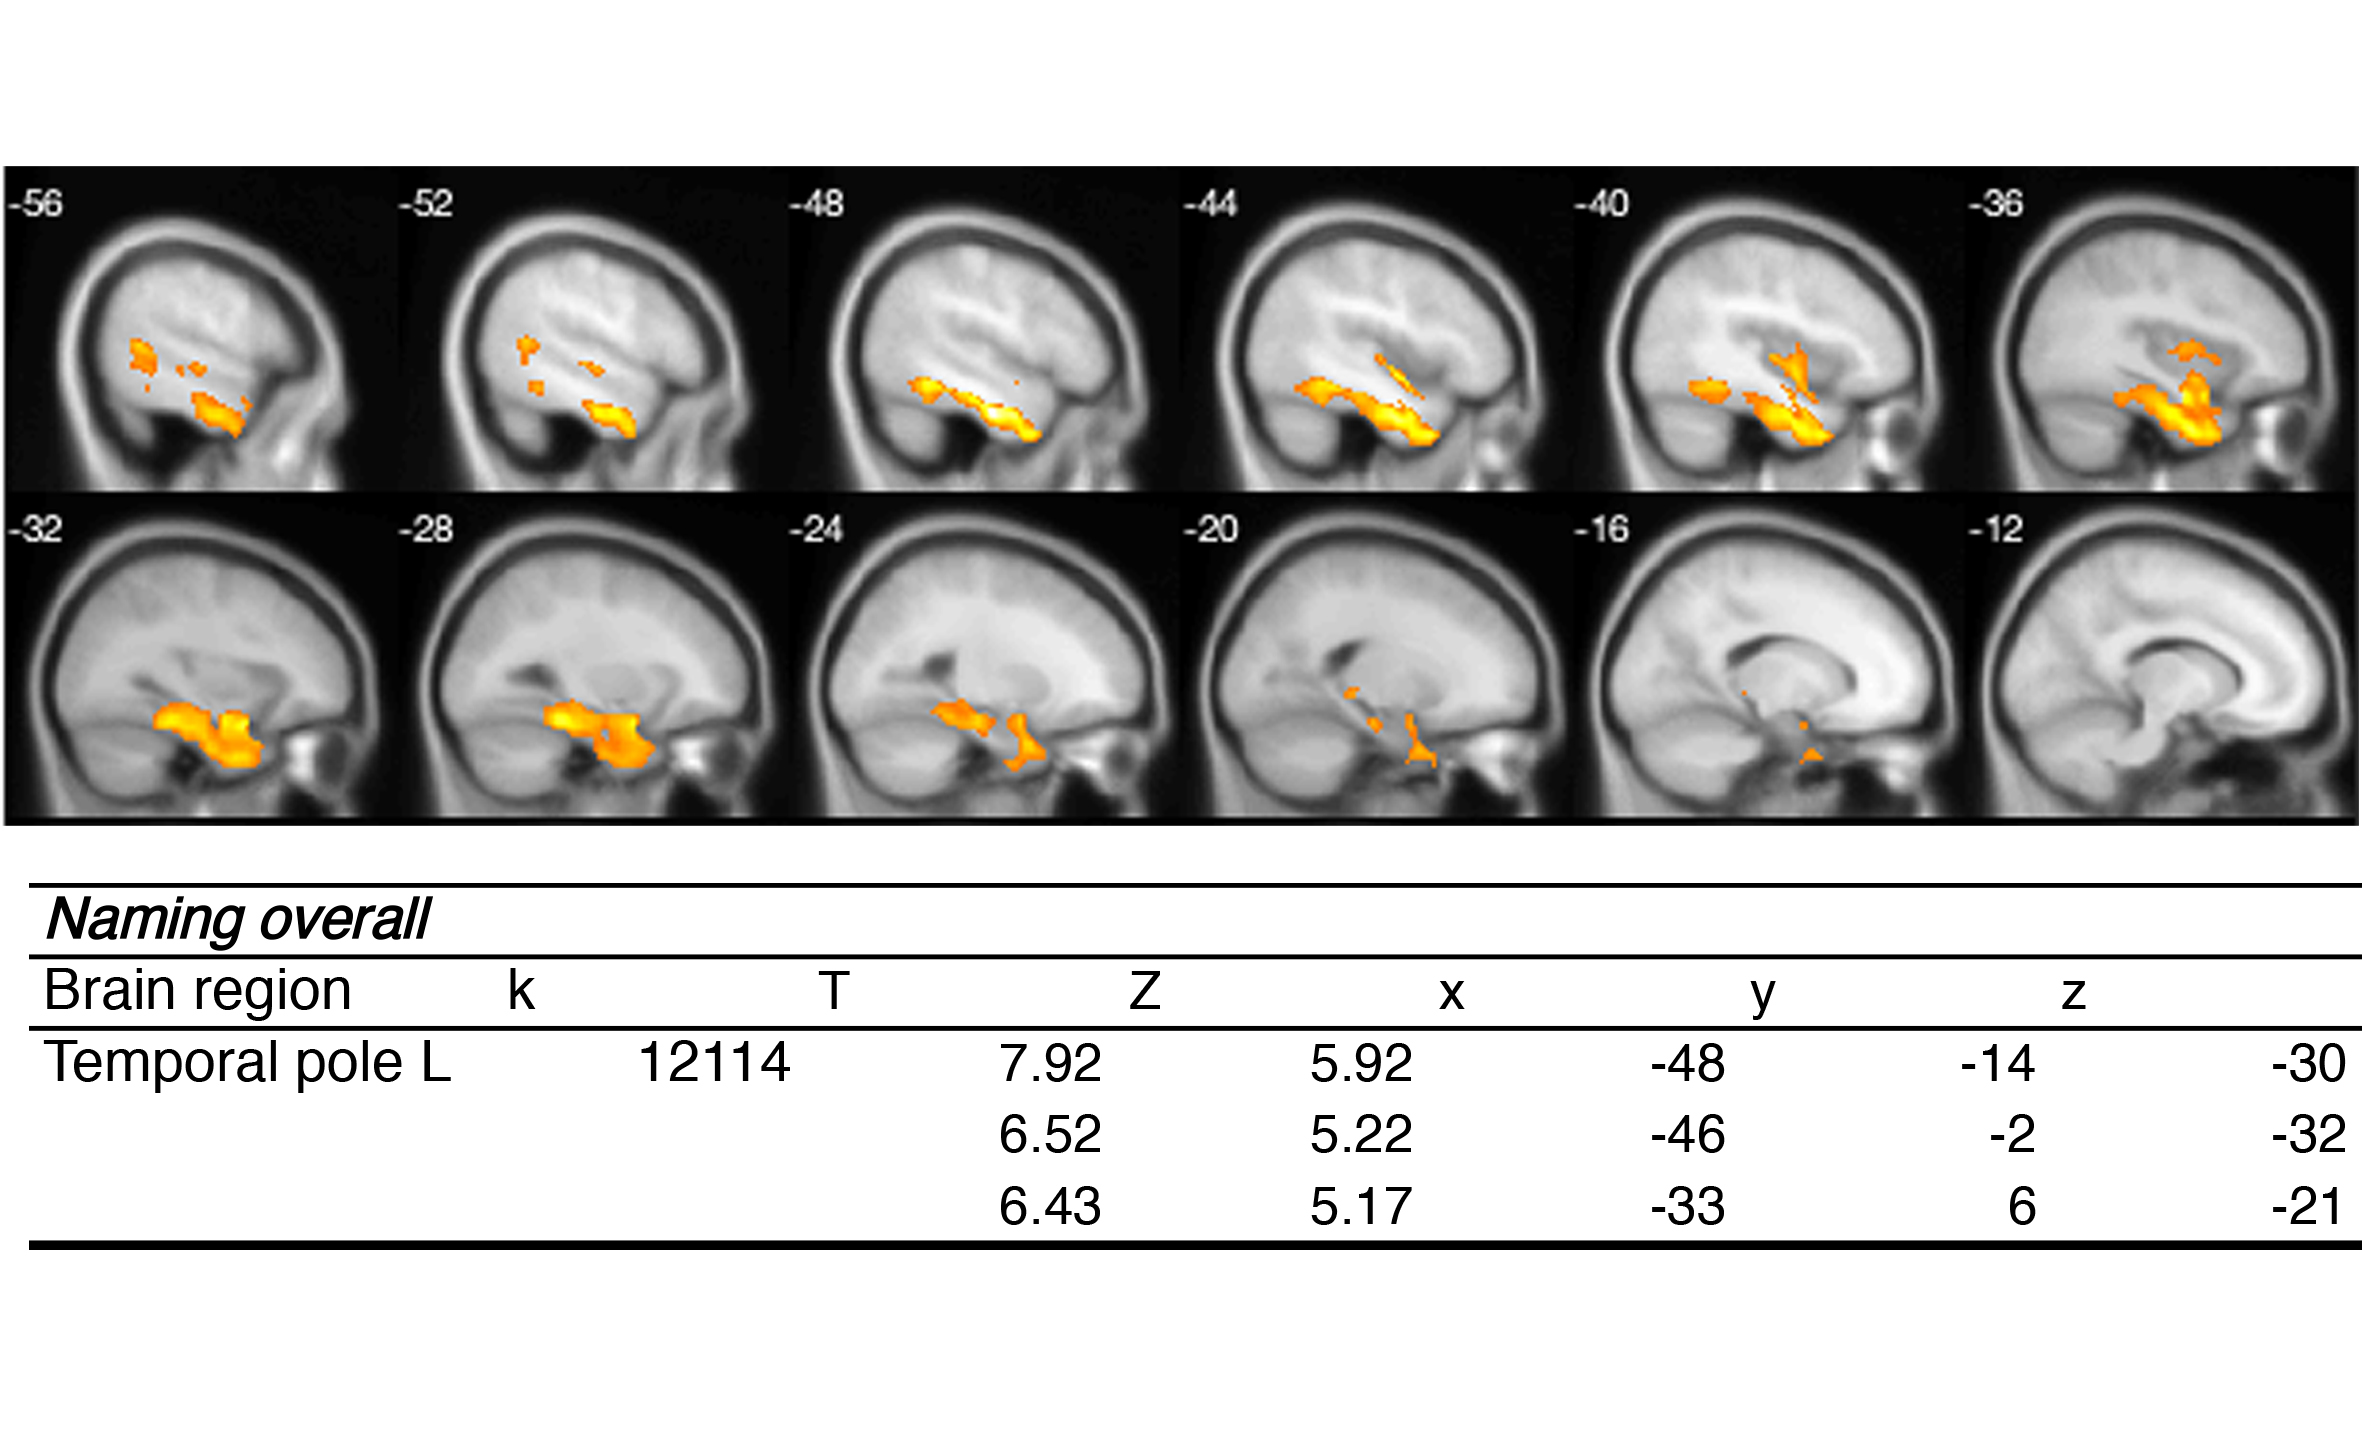 -56 -52 -48 -44 -40 -36
-32 -28 -24 -20 -16 -12
Naming overall
Brain region k T Z x y z
Temporal pole L 12114 7.92 5.92 -48 -14 -30
6.52 5.22 -46 -2 -32
6.43 5.17 -33 6 -21